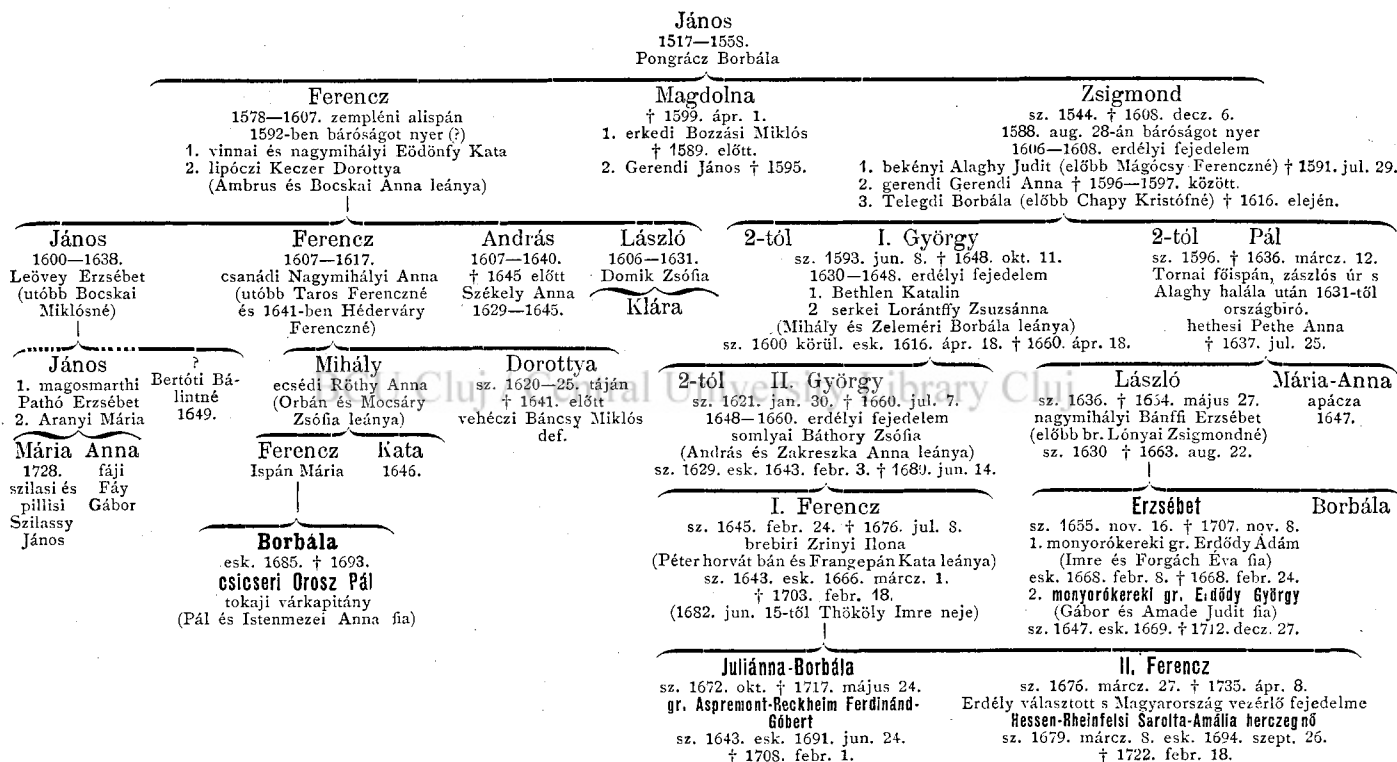 János
1517—1558.
Pongrácz Borbála
Ferencz
1578—1607. zempléni alispán
1592-ben báróságot nyer (?)
1. vinnai és nagymihályi Eödönfy Kata
2. lipóczi Keczer Dorottya
(Ambrus és Bocskai Anna leánya)
Magdolna
† 1599. ápr. 1.
1. erkedi Bozzási Miklós
† 1589. előtt.
2. Gerendi János † 1595.
Zsigmond
sz. 1544. † 1608. decz. 6.
1588. aug. 28-án báróságot nyer
1606—1608. erdélyi fejedelem
1. bekényi Alaghy Judit (előbb Mágócsy Ferenczné) † 1591. jul. 29.
2. gerendi Gerendi Anna † 1596—1597. között.
3. Telegdi Borbála (előbb Chapy Kristófné) † 1616. elején.
János
1600—1638.
Leövey Erzsébet
(utóbb Bocskai
Miklósné)
Ferencz
1607—1617.
csanádi Nagymihályi Anna
(utóbb Taros Ferenczné
és 1641-ben Héderváry
Ferenczné)
András
1607—1640.
† 1645 előtt
Székely Anna
1629—1645.
László
1606—1631.
Domik Zsófia
Klára
2-tól I. György
sz. 1593. jun. 8. † 1648. okt. 11.
1630—1648. erdélyi fejedelem
1. Bethlen Katalin
2 serkei Lorántffy Zsuzsánna
(Mihály és Zeleméri Borbála leánya)
sz. 1600 körül. esk. 1616. ápr. 18. † 1660. ápr. 18.
2-tól Pál
sz. 1596. † 1636. márcz. 12.
Tornai főispán, zászlós úr s
Alaghy halála után 1631-től
országbiró.
hethesi Pethe Anna
† 1637. jul. 25.
János
1. magosmarthi
Pathó Erzsébet
2. Aranyi Mária
?
Bertóti Bá-
lintné
1649.
Mihály
ecsédi Rőthy Anna
(Orbán és Mocsáry
Zsófia leánya)
Dorottya
sz. 1620—25. táján
† 1641. előtt
vehéczi Báncsy Miklós
def.
2-tól II. György
sz. 1621. jan. 30. † 1660. jul. 7.
1648—1660. erdélyi fejedelem
somlyai Báthory Zsófia
(András és Zakreszka Anna leánya)
sz. 1629. esk. 1643. febr. 3. † 1680. jun. 14.
László
sz. 1636. † 1654. május 27.
nagymihályi Bánffi Erzsébet
(előbb br. Lónyai Zsigmondné)
sz. 1630 † 1663. aug. 22.
Mária-Anna
apácza
1647.
BCU Cluj / Central University Library Cluj
Mária
1728.
szilasi és
pillisi
Szilassy
János
Anna
fáji
Fáy
Gábor
Ferencz
Ispán Mária
Kata
1646.
Borbála
esk. 1685. † 1693.
csicseri Orosz Pál
tokaji várkapitány
(Pál és Istenmezei Anna fia)
I. Ferencz
sz. 1645. febr. 24. † 1676. jul. 8.
brebiri Zrinyi Ilona
(Péter horvát bán és Frangepán Kata leánya)
sz. 1643. esk. 1666. márcz. 1.
† 1703. febr. 18.
(1682. jun. 15-től Thököly Imre neje)
Erzsébet
sz. 1655. nov. 16. † 1707. nov. 8.
1. monyorókereki gr. Erdődy Ádám
(Imre és Forgách Éva fia)
esk. 1668. febr. 8. † 1668. febr. 24.
2. monyorókereki gr. Erdődy György
(Gábor és Amade Judit fia)
sz. 1647. esk. 1669. † 1712. decz. 27.
Borbála
Juliánna-Borbála
sz. 1672. okt. † 1717. május 24.
gr. Aspremont-Reckheim Ferdinánd-
Góbert
sz. 1643. esk. 1691. jun. 24.
† 1708. febr. 1.
II. Ferencz
sz. 1676. márcz. 27. † 1735. ápr. 8.
Erdély választott s Magyarország vezérlő fejedelme
Hessen-Rheinfelsi Sarolta-Amália herczegnő
sz. 1679. márcz. 8. esk. 1694. szept. 26.
† 1722. febr. 18.